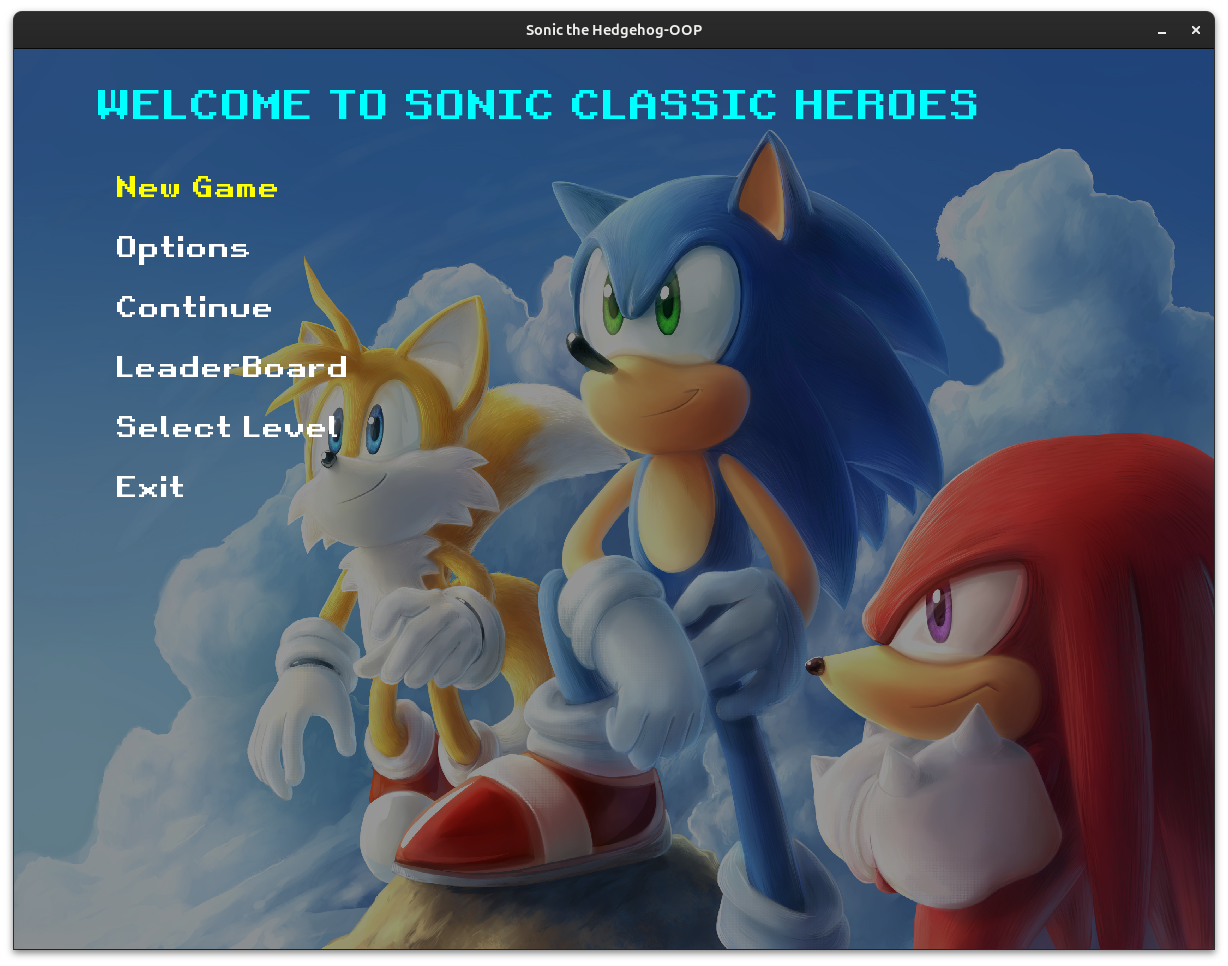 Sonic the Hedgehog-OOP
WELCOME TO SONIC CLASSIC HEROES
New Game
Options
Continue
LeaderBoard
Select Level
Exit